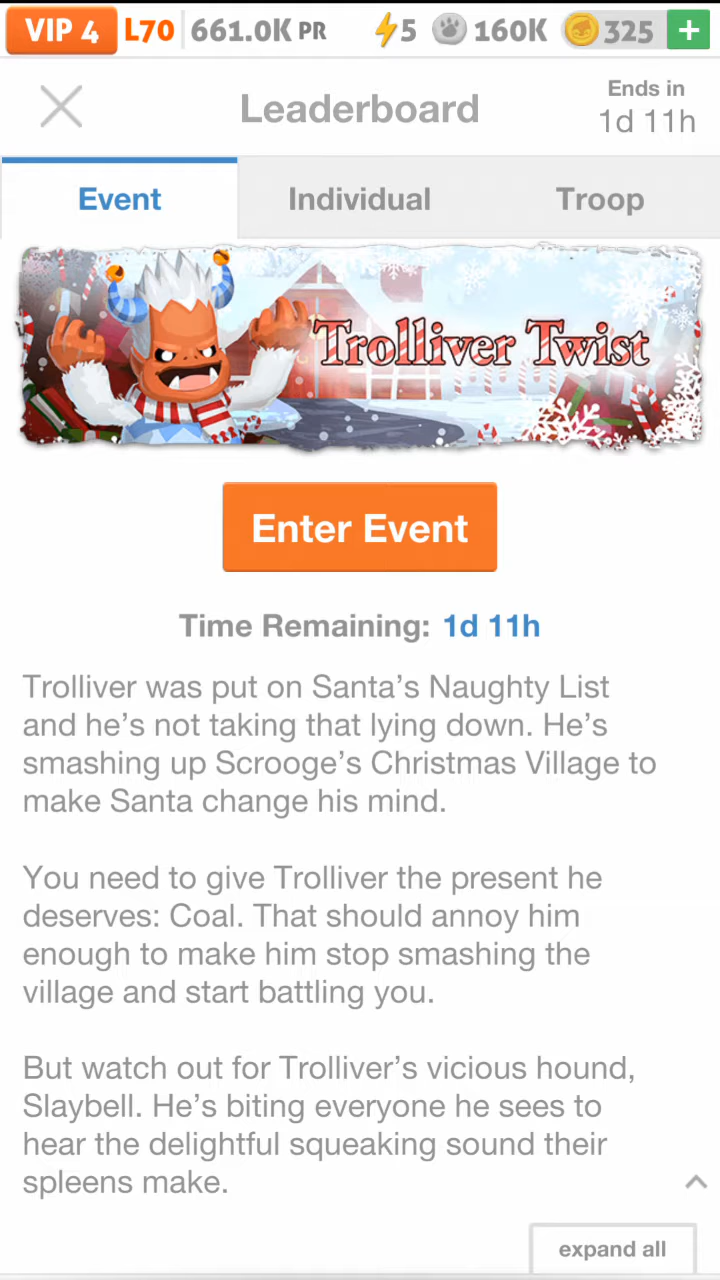 VIP 4 L70 661.0K PR 5 160K 325 +
Leaderboard
Ends in
1d 11h
Event Individual Troop
Trolliver Twist
Enter Event
Time Remaining: 1d 11h
Trolliver was put on Santa’s Naughty List
and he’s not taking that lying down. He’s
smashing up Scrooge’s Christmas Village to
make Santa change his mind.
You need to give Trolliver the present he
deserves: Coal. That should annoy him
enough to make him stop smashing the
village and start battling you.
But watch out for Trolliver’s vicious hound,
Slaybell. He’s biting everyone he sees to
hear the delightful squeaking sound their
spleens make.
expand all